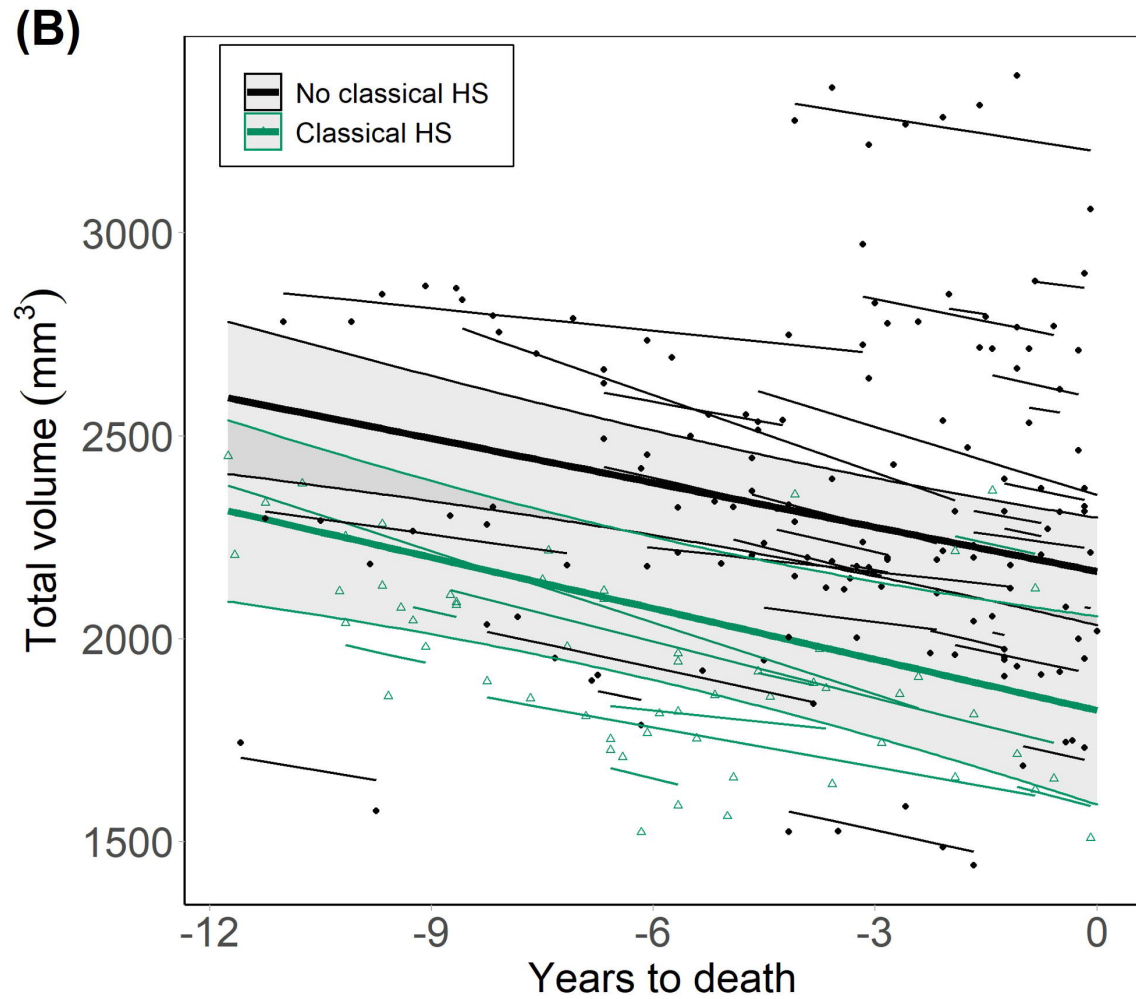 (B)
No classical HS
Classical HS
Total volume (mm³)
3000
2500
2000
1500
-12 -9 -6 -3 0
Years to death